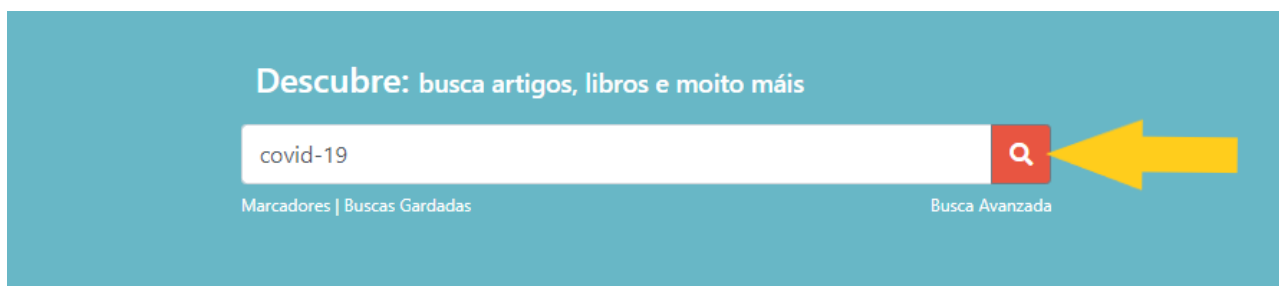 Descubre: busca artigos, libros e moito máis
covid-19
Marcadores | Buscas Gardadas
Busca Avanzada